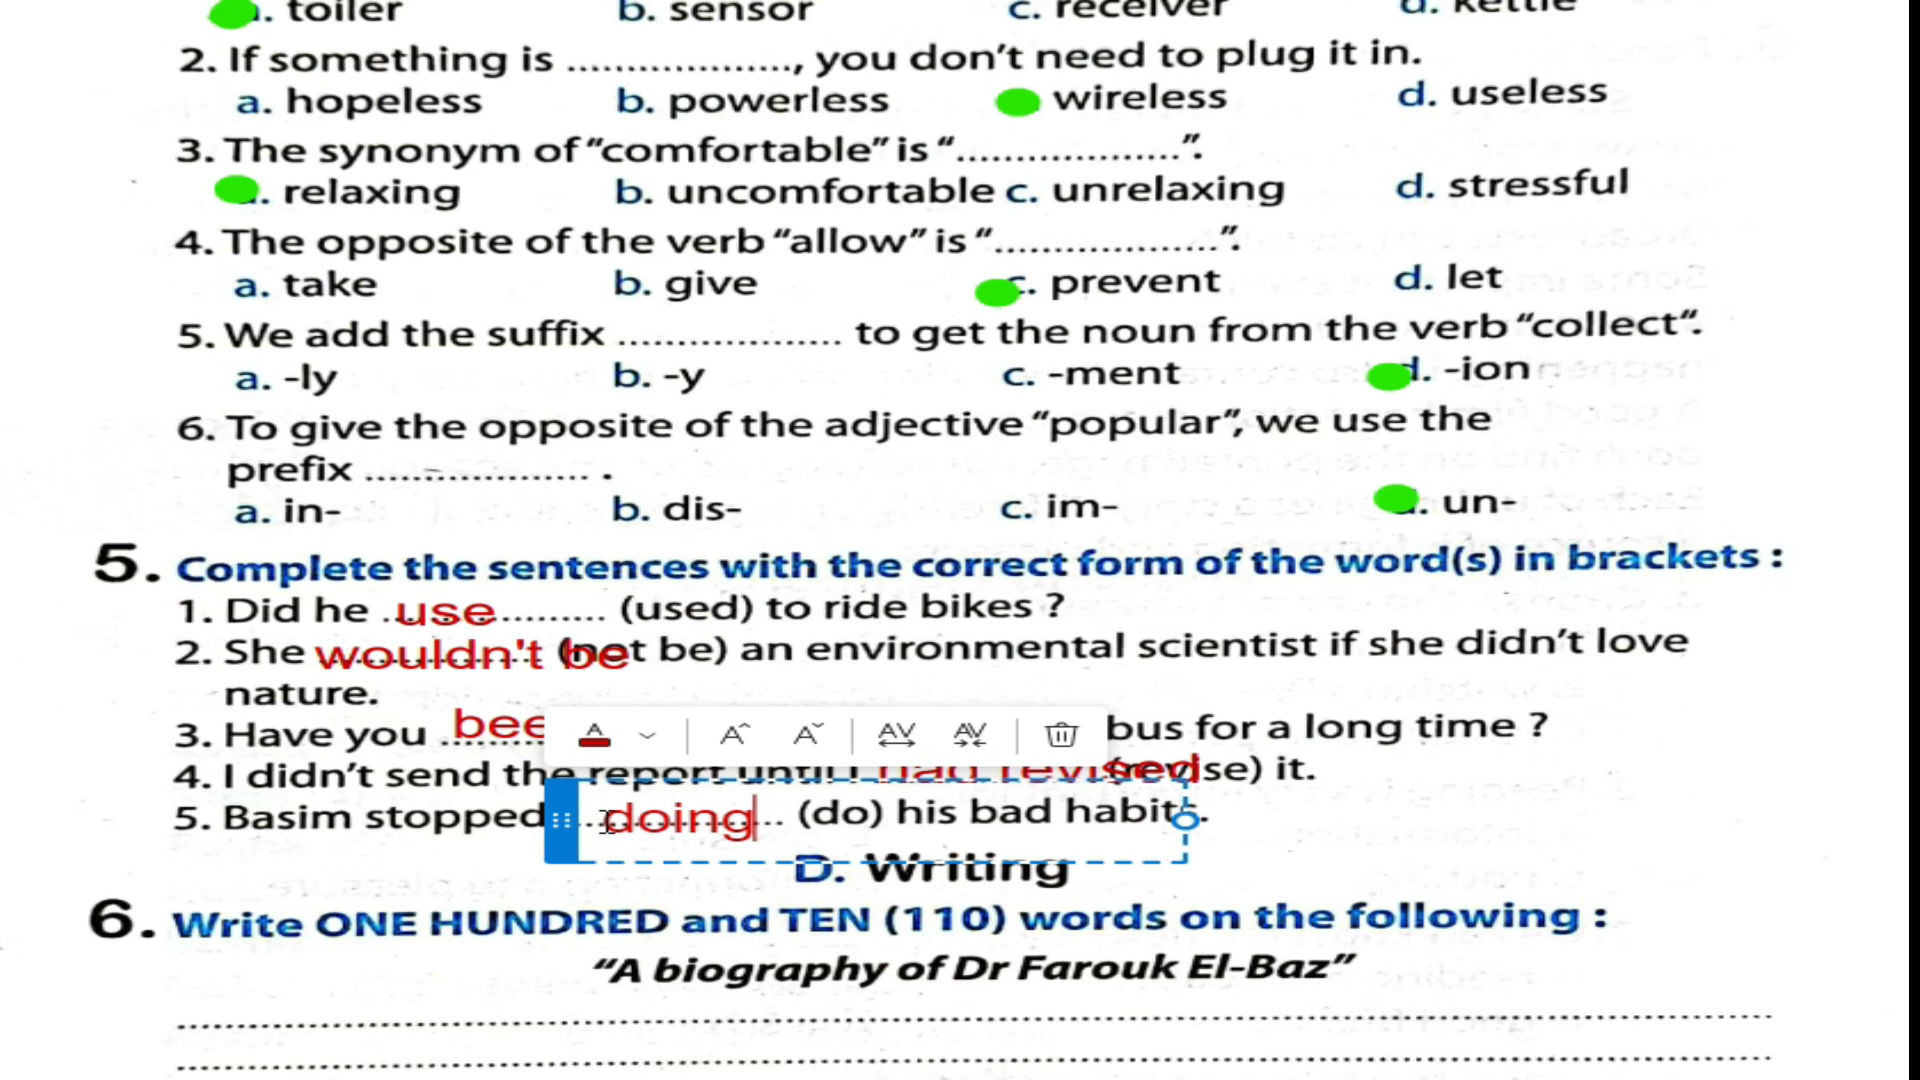 . toiler b. sensor c. receiver d. kettle
2. If something is ..................., you don't need to plug it in.
a. hopeless b. powerless wireless d. useless
3. The synonym of "comfortable" is "...................".
. relaxing b. uncomfortable c. unrelaxing d. stressful
4. The opposite of the verb "allow" is "...................".
a. take b. give c. prevent d. let
5. We add the suffix ................... to get the noun from the verb "collect".
a. -ly b. -y c. -ment d. -ion
6. To give the opposite of the adjective "popular", we use the
prefix ................... .
a. in- b. dis- c. im- d. un-
5. Complete the sentences with the correct form of the word(s) in brackets :
1. Did he use (used) to ride bikes ?
2. She wouldn't be (not be) an environmental scientist if she didn't love
nature.
3. Have you bus for a long time ?
4. I didn't send the report until I had revised (revise) it.
5. Basim stopped doing (do) his bad habits.
D. Writing
6. Write ONE HUNDRED and TEN (110) words on the following :
"A biography of Dr Farouk El-Baz"